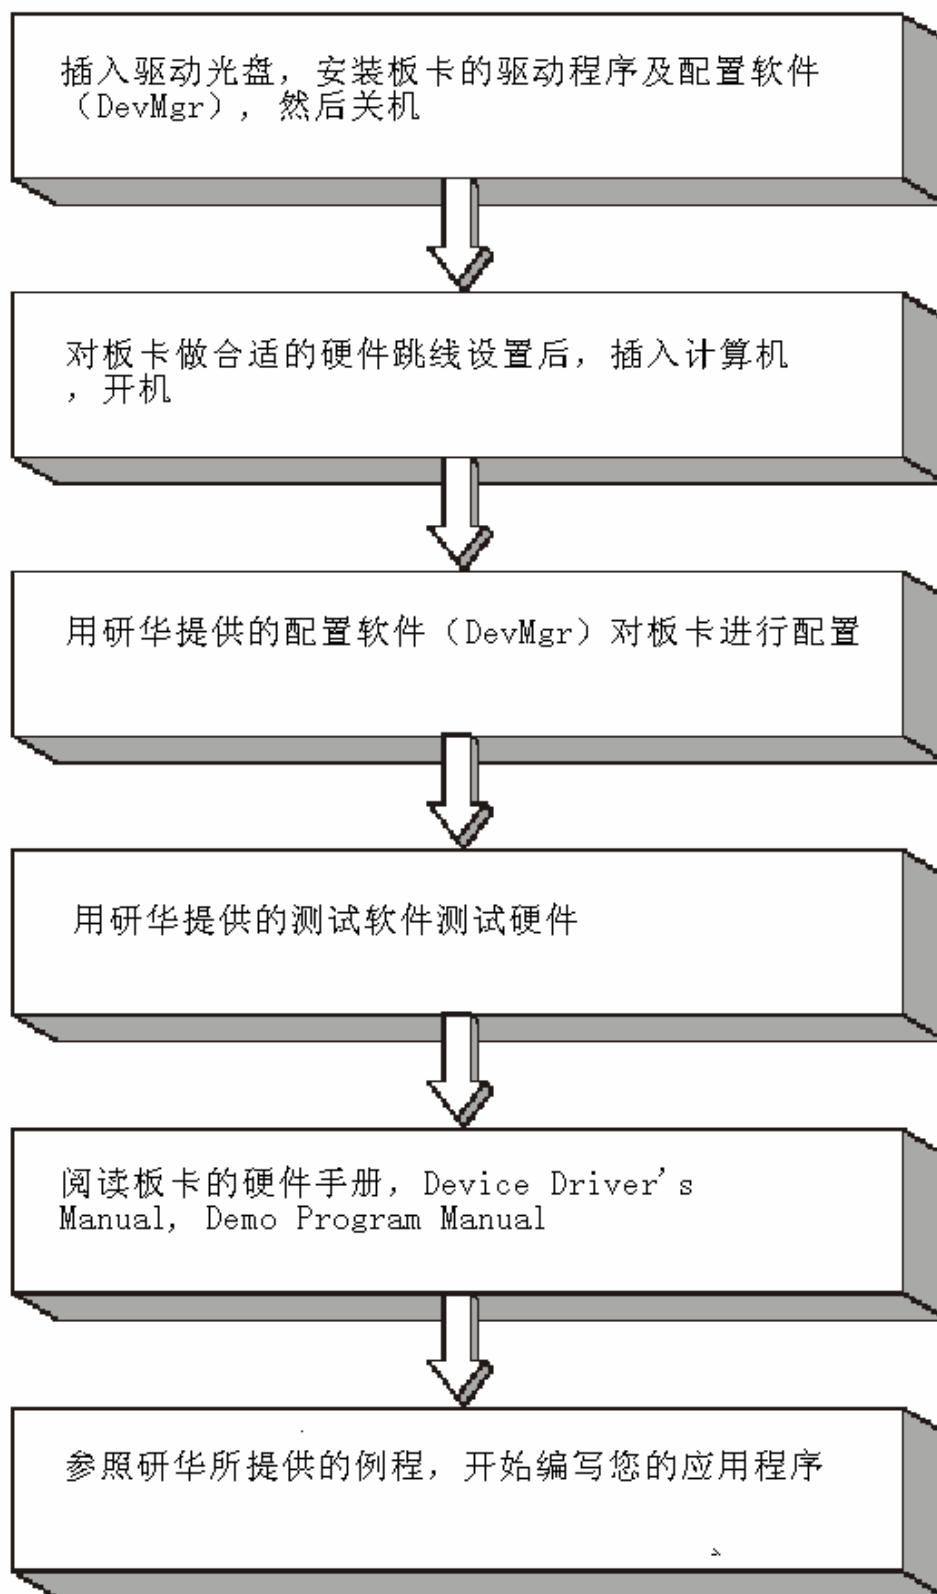 插入驱动光盘，安装板卡的驱动程序及配置软件
（DevMgr），然后关机
对板卡做合适的硬件跳线设置后，插入计算机
，开机
用研华提供的配置软件（DevMgr）对板卡进行配置
用研华提供的测试软件测试硬件
阅读板卡的硬件手册，Device Driver's
Manual, Demo Program Manual
参照研华所提供的例程，开始编写您的应用程序